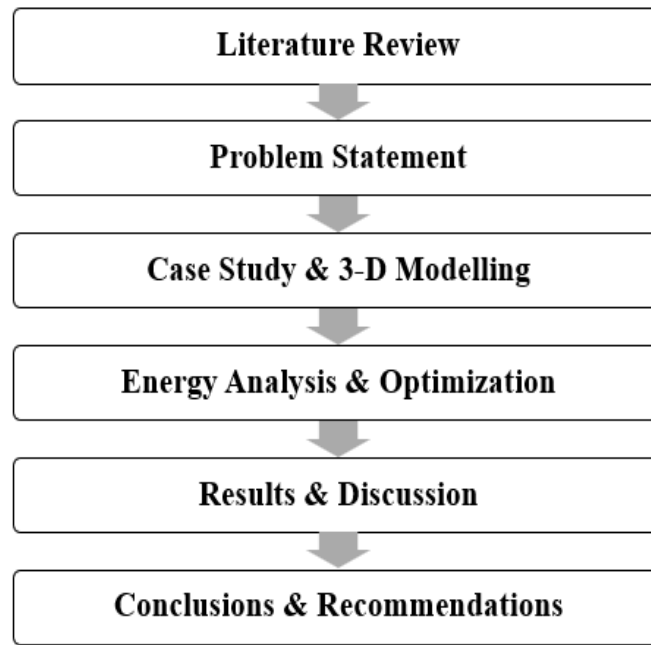 Literature Review
Problem Statement
Case Study & 3-D Modelling
Energy Analysis & Optimization
Results & Discussion
Conclusions & Recommendations